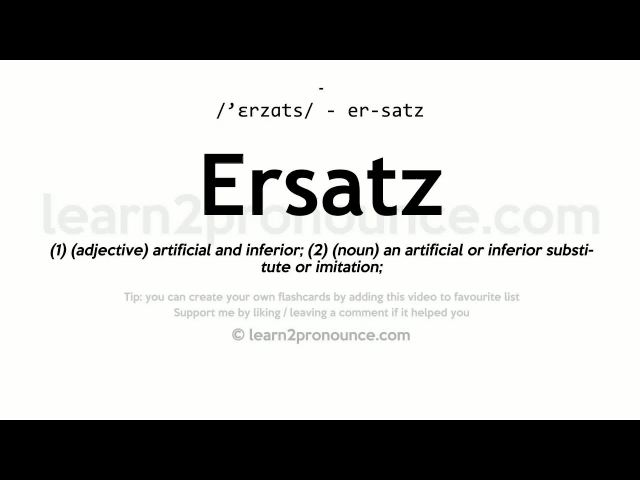 -
/’ɛrzɑts/ - er-satz
learn2pronounce.com
Ersatz
(1) (adjective) artificial and inferior; (2) (noun) an artificial or inferior substi-
tute or imitation;
Tip: you can create your own flashcards by adding this video to favourite list
Support me by liking / leaving a comment if it helped you
© learn2pronounce.com